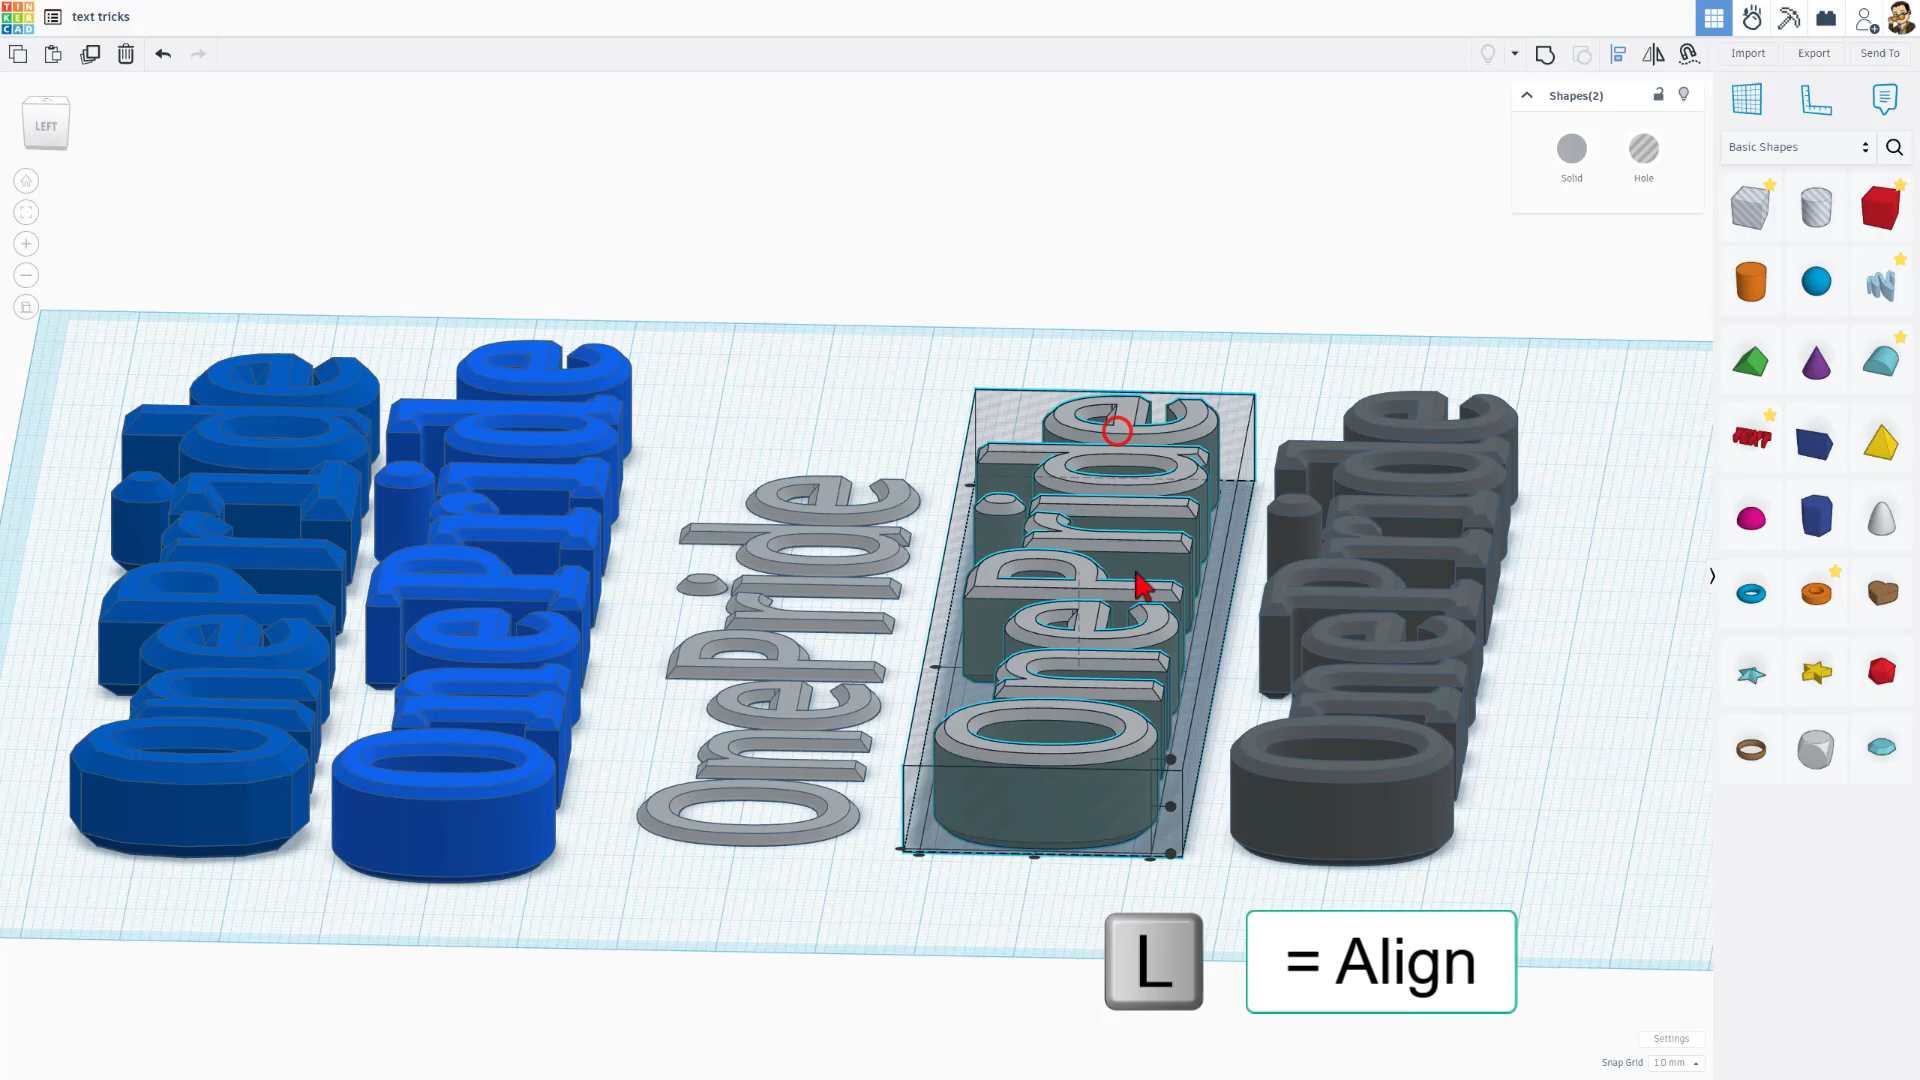 TIN
KER
CAD
text tricks
Import
Export
Send To
LEFT
Shapes(2)
Solid
Hole
Basic Shapes
TEXT
OnePride
OnePride
OnePride
OnePride
OnePride
L
= Align
Settings
Snap Grid
1.0 mm